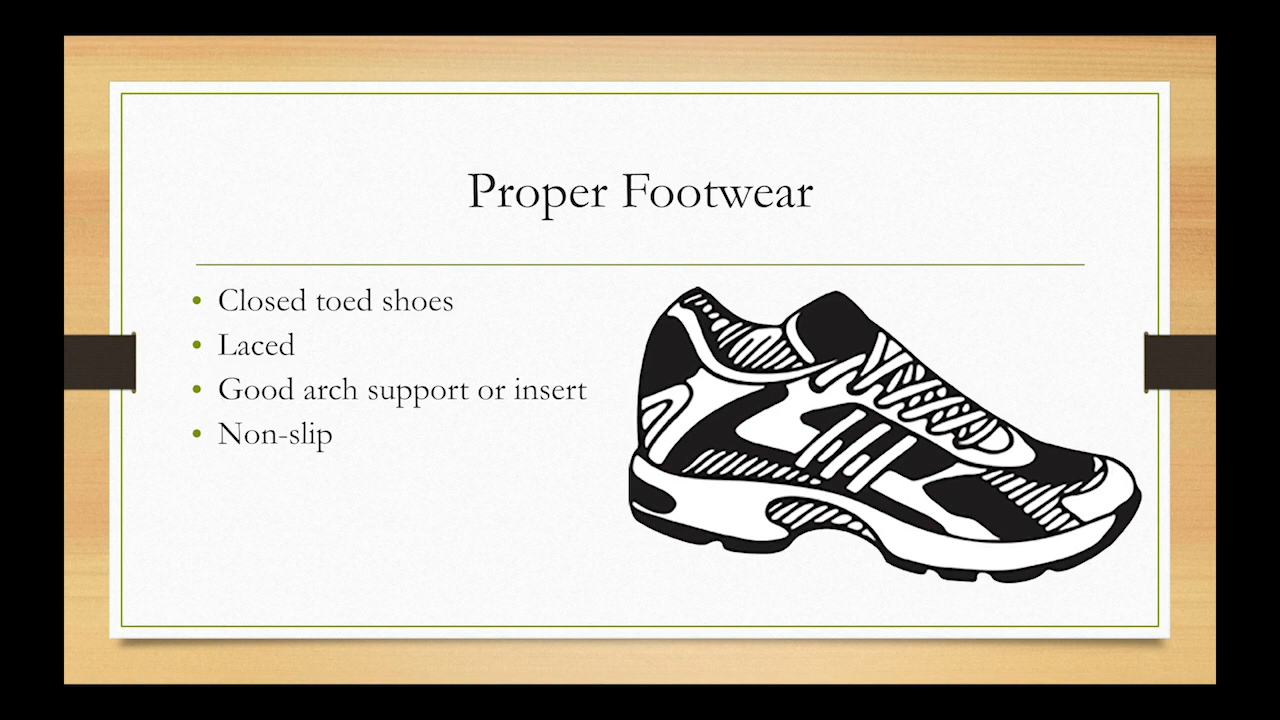 Proper Footwear
• Closed toed shoes
• Laced
• Good arch support or insert
• Non-slip